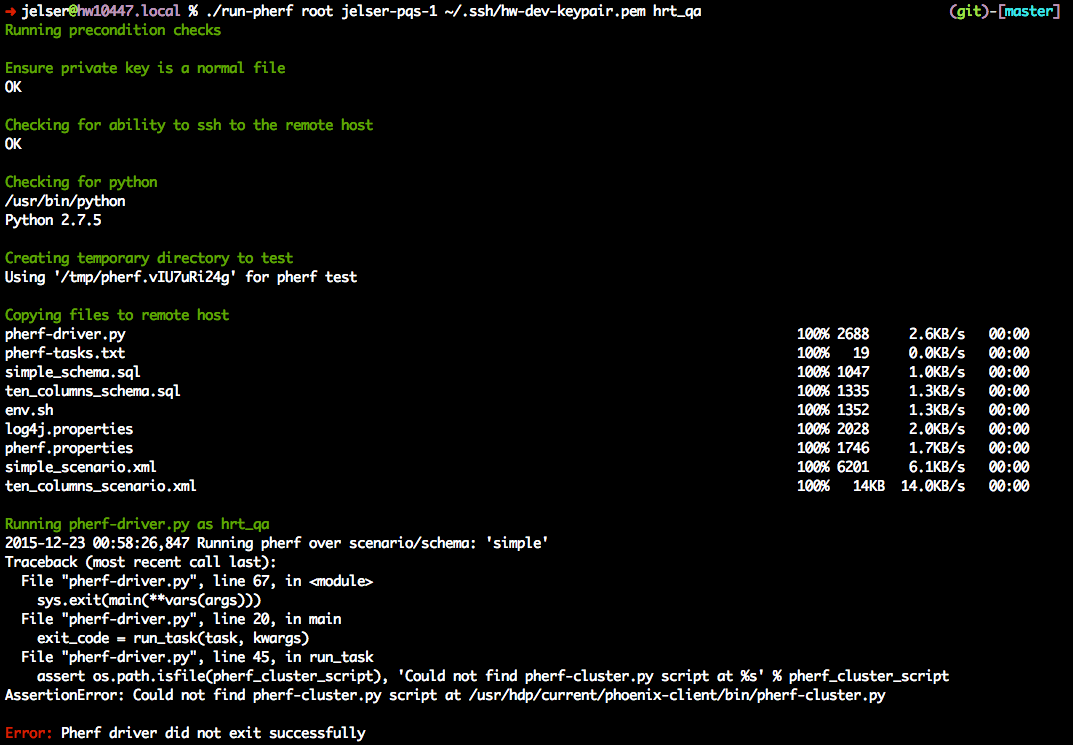 → jelser@hw10447.local % ./run-pherf root jelser-pqs-1 ~/.ssh/hw-dev-keypair.pem hrt_qa (git)-[master]
Running precondition checks
Ensure private key is a normal file
OK
Checking for ability to ssh to the remote host
OK
Checking for python
/usr/bin/python
Python 2.7.5
Creating temporary directory to test
Using '/tmp/pherf.vIU7uRi24g' for pherf test
Copying files to remote host
pherf-driver.py 100% 2688 2.6KB/s 00:00
pherf-tasks.txt 100% 19 0.0KB/s 00:00
simple_schema.sql 100% 1047 1.0KB/s 00:00
ten_columns_schema.sql 100% 1335 1.3KB/s 00:00
env.sh 100% 1352 1.3KB/s 00:00
log4j.properties 100% 2028 2.0KB/s 00:00
pherf.properties 100% 1746 1.7KB/s 00:00
simple_scenario.xml 100% 6201 6.1KB/s 00:00
ten_columns_scenario.xml 100% 14KB 14.0KB/s 00:00
Running pherf-driver.py as hrt_qa
2015-12-23 00:58:26,847 Running pherf over scenario/schema: 'simple'
Traceback (most recent call last):
  File "pherf-driver.py", line 67, in <module>
    sys.exit(main(**vars(args)))
  File "pherf-driver.py", line 20, in main
    exit_code = run_task(task, kwargs)
  File "pherf-driver.py", line 45, in run_task
    assert os.path.isfile(pherf_cluster_script), 'Could not find pherf-cluster.py script at %s' % pherf_cluster_script
AssertionError: Could not find pherf-cluster.py script at /usr/hdp/current/phoenix-client/bin/pherf-cluster.py
Error: Pherf driver did not exit successfully